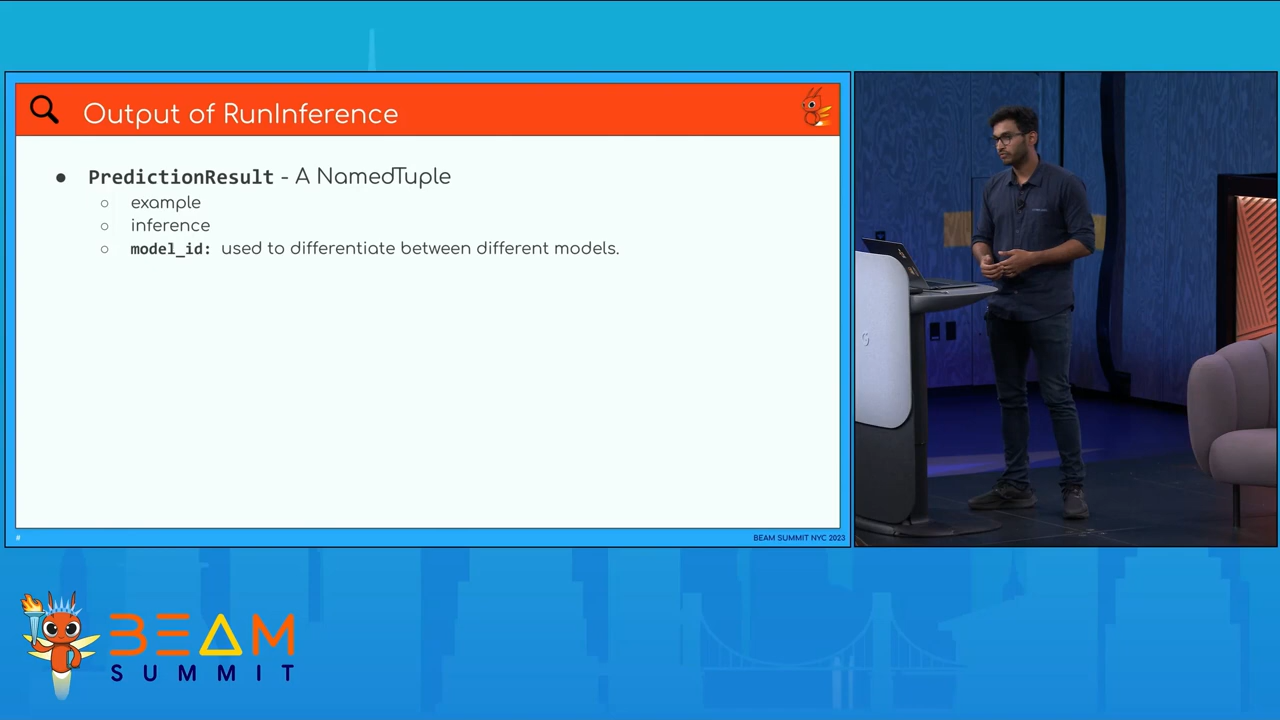 Output of RunInference
● PredictionResult - A NamedTuple
○ example
○ inference
○ model_id: used to differentiate between different models.
#
BEAM SUMMIT NYC 2023
BEAM
SUMMIT